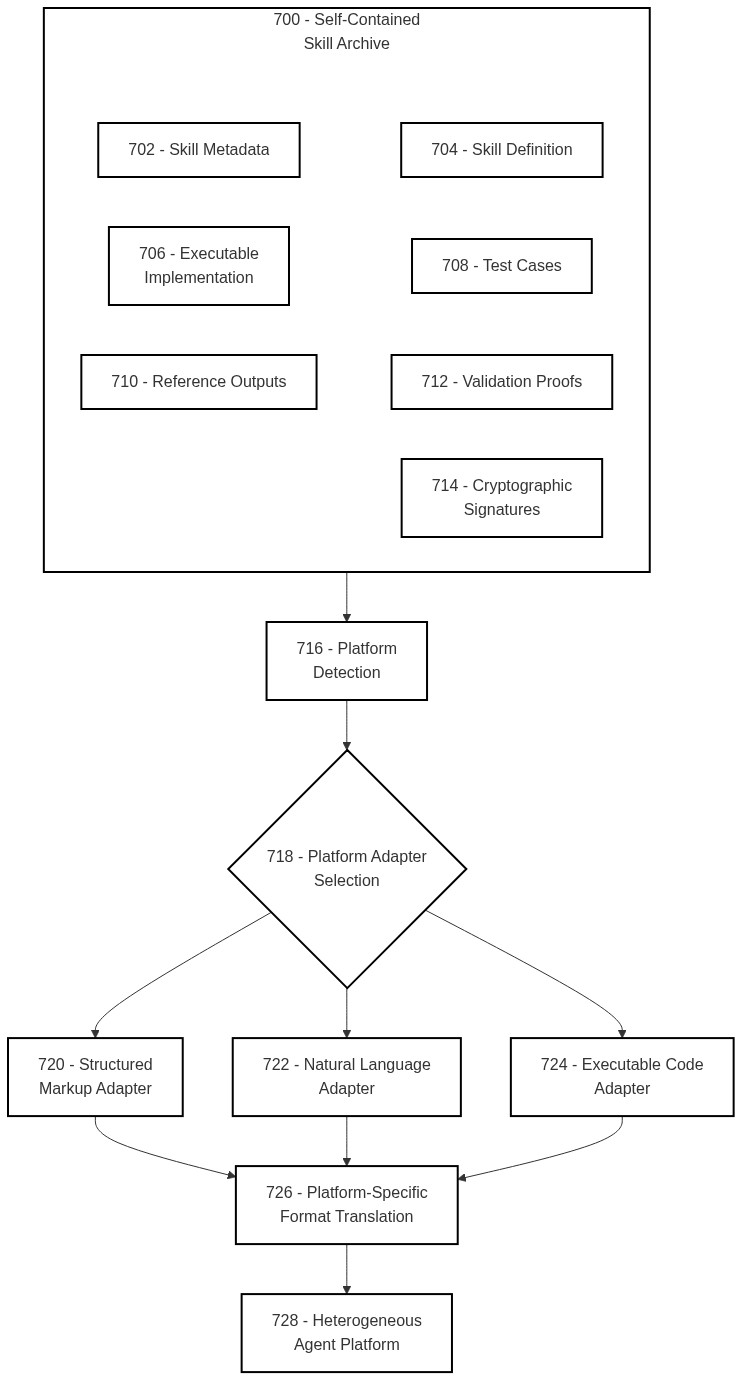 700 - Self-Contained
Skill Archive
702 - Skill Metadata
704 - Skill Definition
706 - Executable
Implementation
708 - Test Cases
710 - Reference Outputs
712 - Validation Proofs
714 - Cryptographic
Signatures
716 - Platform
Detection
718 - Platform Adapter
Selection
720 - Structured
Markup Adapter
722 - Natural Language
Adapter
724 - Executable Code
Adapter
726 - Platform-Specific
Format Translation
728 - Heterogeneous
Agent Platform